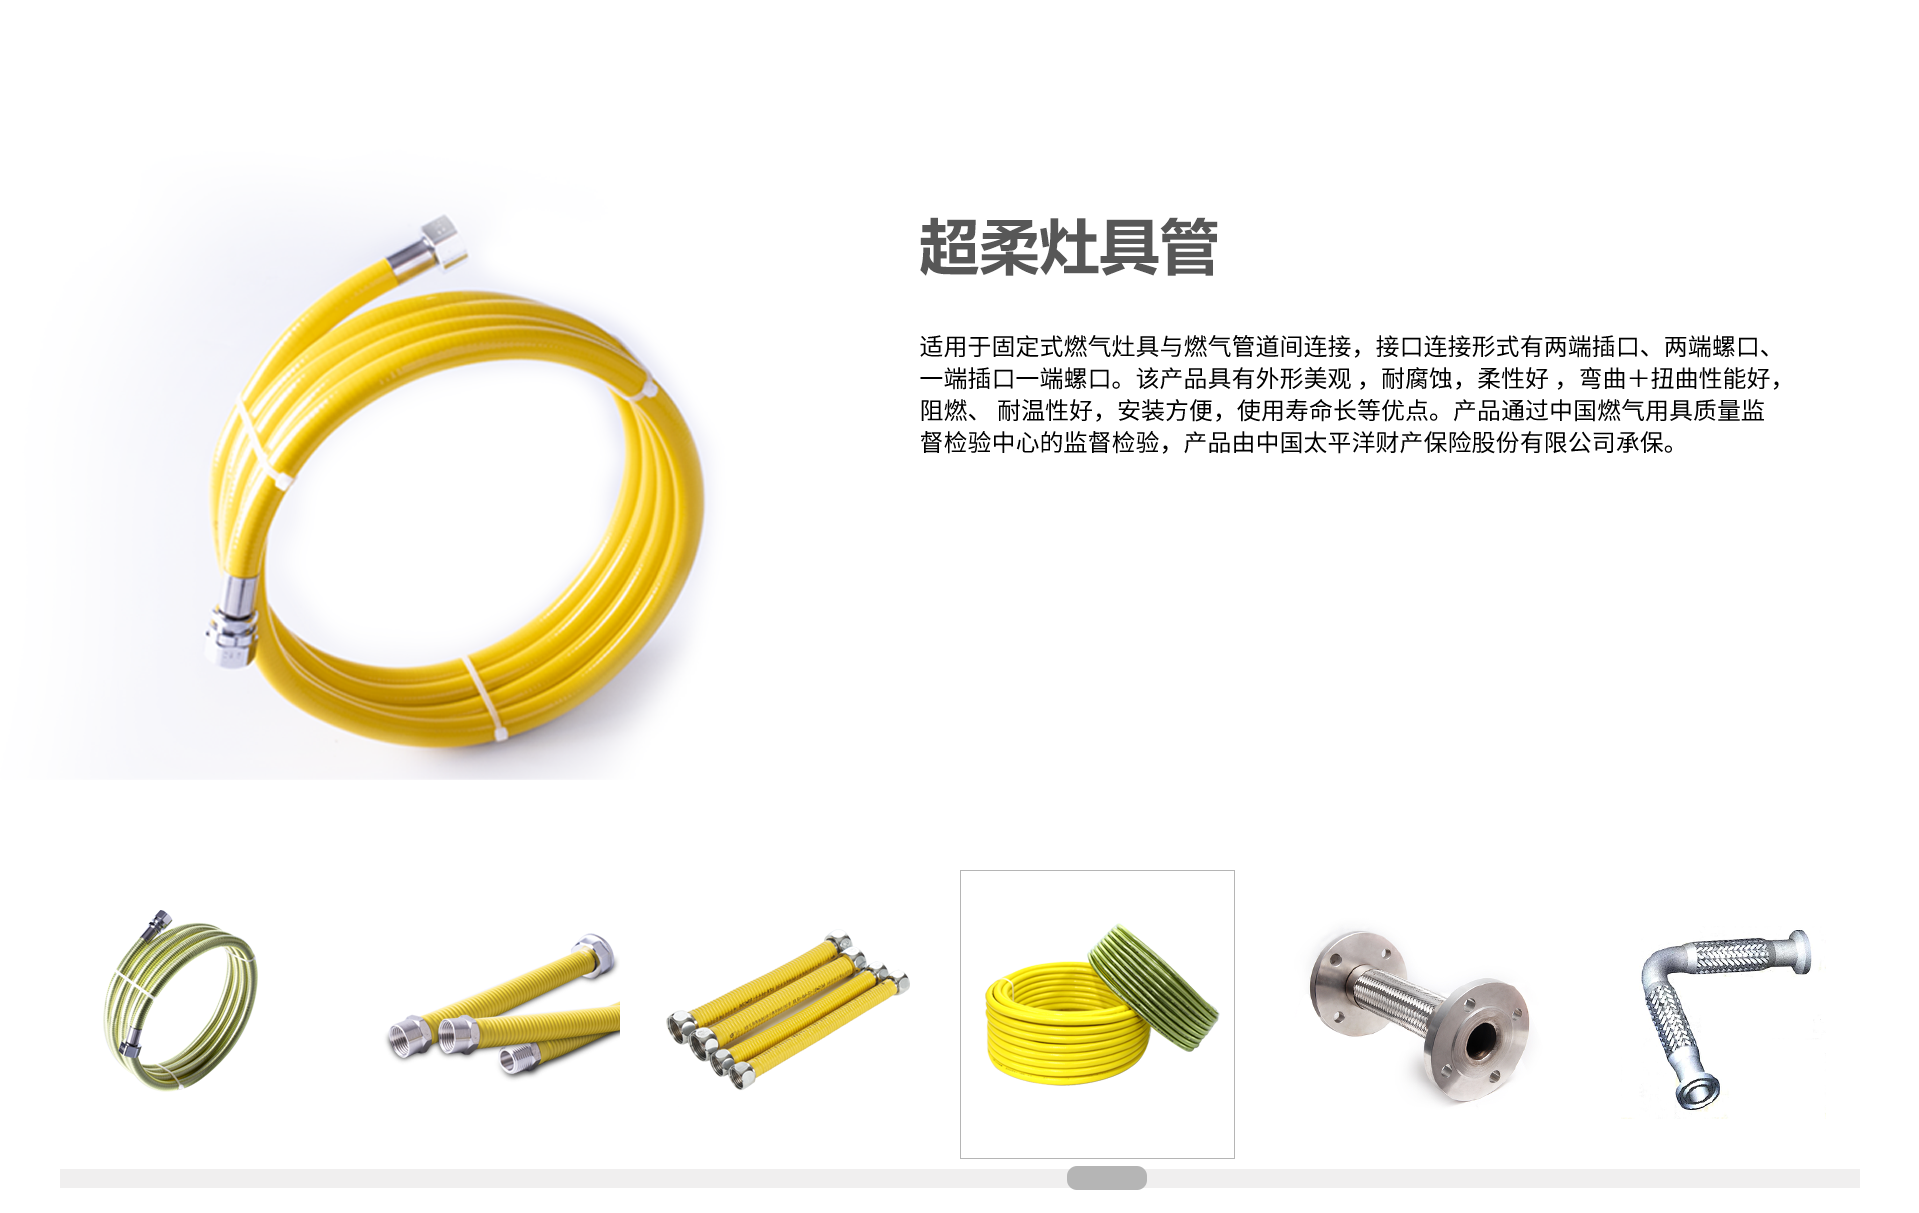 超柔灶具管
适用于固定式燃气灶具与燃气管道间连接，接口连接形式有两端插口、两端螺口、
一端插口一端螺口。该产品具有外形美观 ，耐腐蚀，柔性好 ，弯曲＋扭曲性能好，
阻燃、 耐温性好，安装方便，使用寿命长等优点。产品通过中国燃气用具质量监
督检验中心的监督检验，产品由中国太平洋财产保险股份有限公司承保。